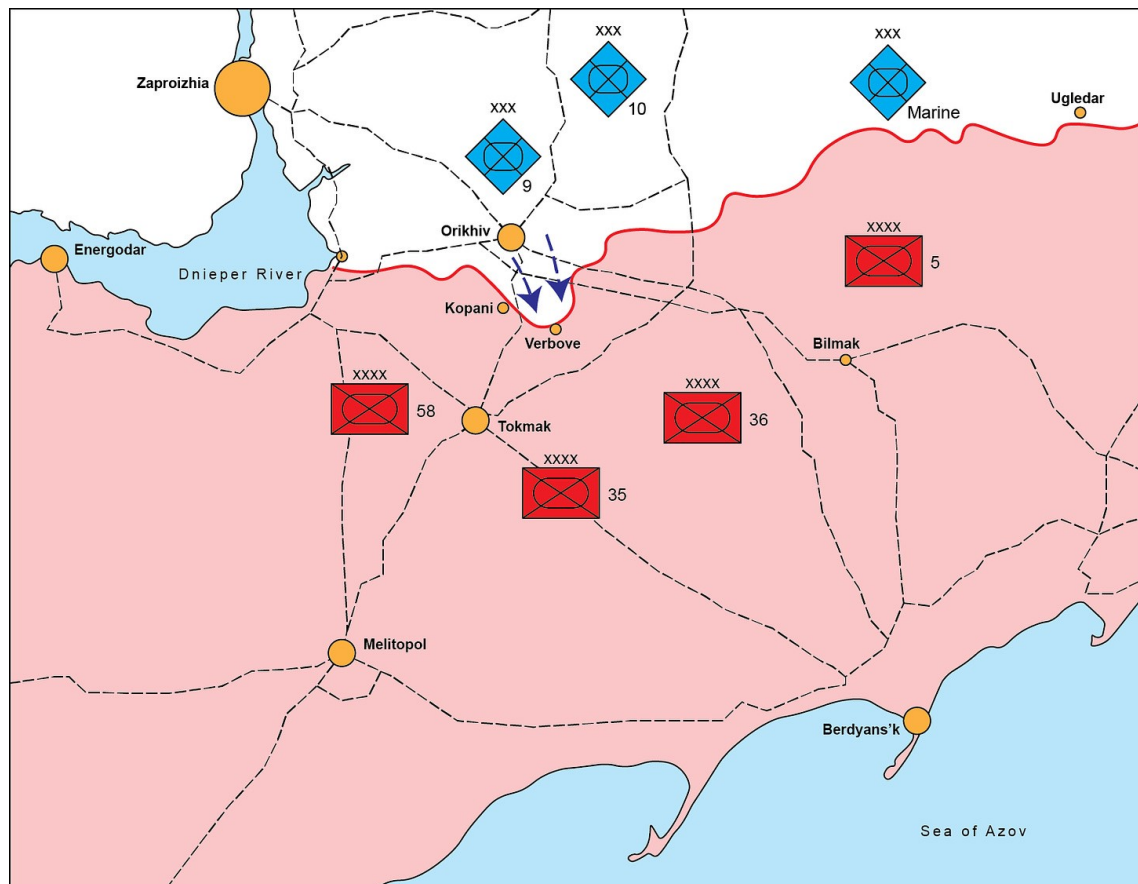 xxx
10
xxx
Marine
Ugledar
Zaproizhia
xxx
9
Orikhiv
xxxx
5
Energodar
Dnieper River
Kopani
Verbove
Bilmak
xxxx
58
Tokmak
xxxx
36
xxxx
35
Melitopol
Berdyans'k
Sea of Azov